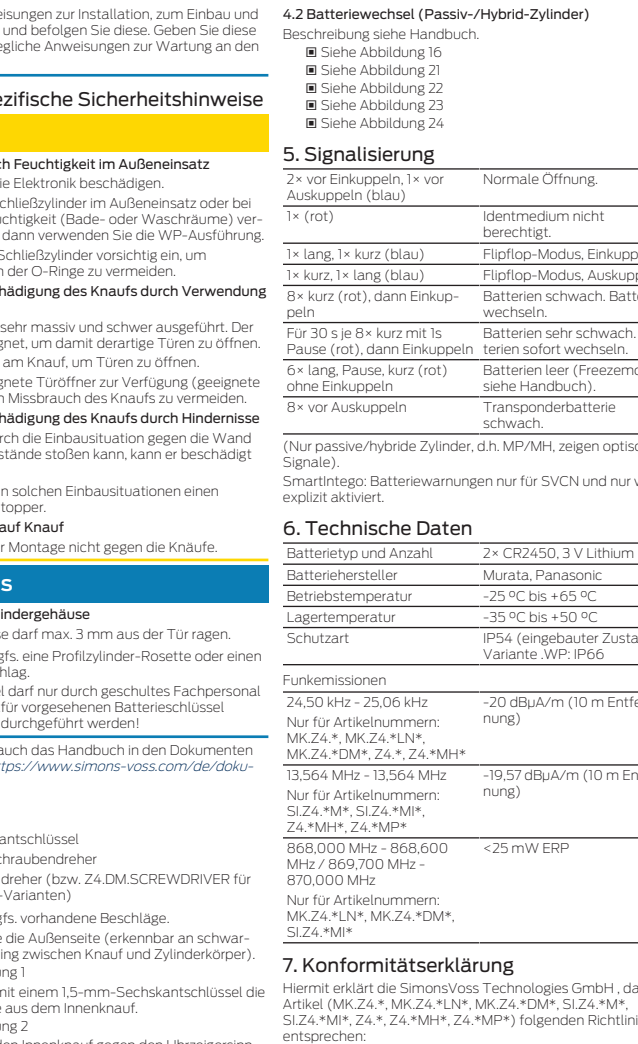 eisungen zur Installation, zum Einbau und
und befolgen Sie diese. Geben Sie diese
egliche Anweisungen zur Wartung an den
ezifische Sicherheitshinweise
ch Feuchtigkeit im Außeneinsatz
ie Elektronik beschädigen.
chließzylinder im Außeneinsatz oder bei
uchtigkeit (Bade- oder Waschräume) ver-
dann verwenden Sie die WP-Ausführung.
Schließzylinder vorsichtig ein, um
n der O-Ringe zu vermeiden.
hädigung des Knaufs durch Verwendung
sehr massiv und schwer ausgeführt. Der
gnet, um damit derartige Türen zu öffnen.
am Knauf, um Türen zu öffnen.
gnete Türöffner zur Verfügung (geeignete
n Missbrauch des Knaufs zu vermeiden.
hädigung des Knaufs durch Hindernisse
rch die Einbausituation gegen die Wand
stände stoßen kann, kann er beschädigt
n solchen Einbausituationen einen
topper.
auf Knauf
r Montage nicht gegen die Knäufe.
s
indergehäuse
se darf max. 3 mm aus der Tür ragen.
gfs. eine Profilzylinder-Rosette oder einen
hlag.
l darf nur durch geschultes Fachpersonal
für vorgesehenen Batterieschlüssel
durchgeführt werden!
auch das Handbuch in den Dokumenten
tps://www.simons-voss.com/de/doku-
antschlüssel
chraubendreher
dreher (bzw. Z4.DM.SCREWDRIVER für
-Varianten)
gfs. vorhandene Beschläge.
e die Außenseite (erkennbar an schwar-
ing zwischen Knauf und Zylinderkörper).
ung 1
mit einem 1,5-mm-Sechskantschlüssel die
e aus dem Innenknauf.
ung 2
den Innenknauf gegen den Uhrzeigersinn
4.2 Batteriewechsel (Passiv-/Hybrid-Zylinder)
Beschreibung siehe Handbuch.
▣ Siehe Abbildung 16
▣ Siehe Abbildung 21
▣ Siehe Abbildung 22
▣ Siehe Abbildung 23
▣ Siehe Abbildung 24
5. Signalisierung
2× vor Einkuppeln, 1× vor Normale Öffnung.
Auskuppeln (blau)
1× (rot) Identmedium nicht
berechtigt.
1× lang, 1× kurz (blau) Flipflop-Modus, Einkupp
1× kurz, 1× lang (blau) Flipflop-Modus, Auskupp
8× kurz (rot), dann Einkup- Batterien schwach. Batt
peln wechseln.
Für 30 s je 8× kurz mit 1s Batterien sehr schwach.
Pause (rot), dann Einkuppeln terien sofort wechseln.
6× lang, Pause, kurz (rot) Batterien leer (Freezemo
ohne Einkuppeln siehe Handbuch).
8× vor Auskuppeln Transponderbatterie
schwach.
(Nur passive/hybride Zylinder, d.h. MP/MH, zeigen optisc
Signale).
SmartIntego: Batteriewarnungen nur für SVCN und nur w
explizit aktiviert.
6. Technische Daten
Batterietyp und Anzahl 2× CR2450, 3 V Lithium
Batteriehersteller Murata, Panasonic
Betriebstemperatur -25 ºC bis +65 ºC
Lagertemperatur -35 ºC bis +50 ºC
Schutzart IP54 (eingebauter Zusta
Variante .WP: IP66
Funkemissionen
24,50 kHz - 25,06 kHz -20 dBµA/m (10 m Entfe
nung)
Nur für Artikelnummern:
MK.Z4.*, MK.Z4.*LN*,
MK.Z4.*DM*, Z4.*, Z4.*MH*
13,564 MHz - 13,564 MHz -19,57 dBµA/m (10 m En
nung)
Nur für Artikelnummern:
SI.Z4.*M*, SI.Z4.*MI*,
Z4.*MH*, Z4.*MP*
868,000 MHz - 868,600 <25 mW ERP
MHz / 869,700 MHz -
870,000 MHz
Nur für Artikelnummern:
MK.Z4.*LN*, MK.Z4.*DM*,
SI.Z4.*MI*
7. Konformitätserklärung
Hiermit erklärt die SimonsVoss Technologies GmbH , da
Artikel (MK.Z4.*, MK.Z4.*LN*, MK.Z4.*DM*, SI.Z4.*M*,
SI.Z4.*MI*, Z4.*, Z4.*MH*, Z4.*MP*) folgenden Richtlini
entsprechen: